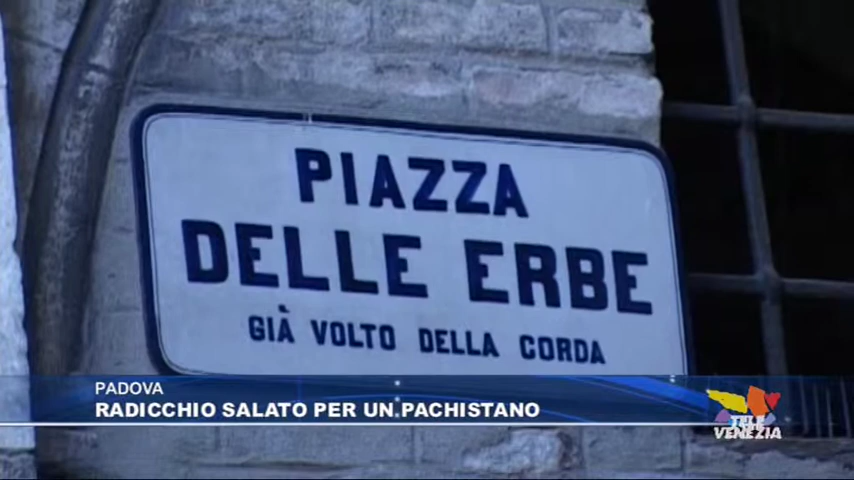 PIAZZA
DELLE ERBE
GIÀ VOLTO DELLA CORDA
PADOVA
RADICCHIO SALATO PER UN PACHISTANO
TELE
VENEZIA